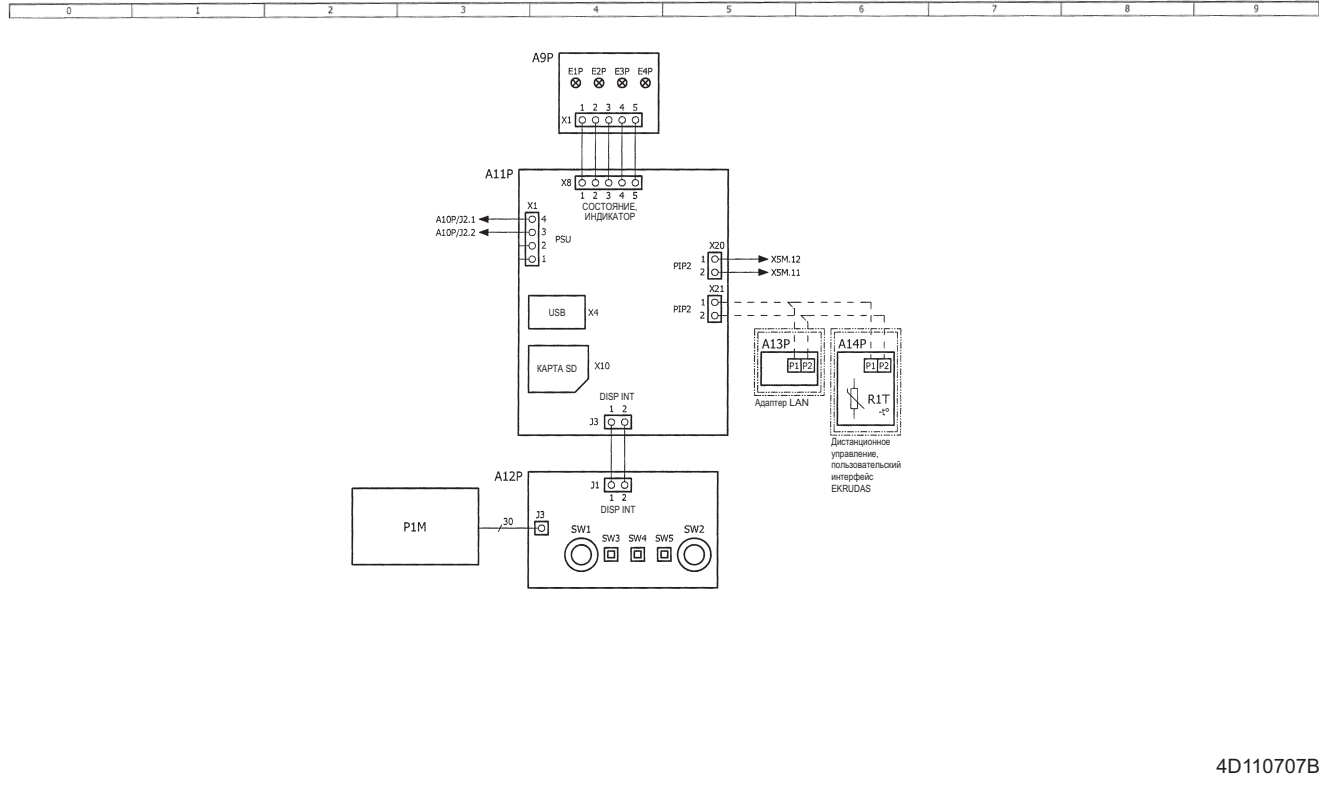 0 1 2 3 4 5 6 7 8 9
A9P
E1P E2P E3P E4P
1 2 3 4 5
X1
A11P
X8
1 2 3 4 5
СОСТОЯНИЕ,
ИНДИКАТОР
X1
A10P/J2.1
4
A10P/J2.2
3
PSU
2
1
X20
PIP2
1
X5M.12
2
X5M.11
X21
PIP2
1
2
USB
X4
КАРТА SD
X10
A13P
P1 P2
Адаптер LAN
A14P
P1 P2
R1T
-t°
Дистанционное
управление,
пользовательский
интерфейс
EKRUDAS
DISP INT
1 2
J3
A12P
J1
1 2
DISP INT
P1M
30
J3
SW1
SW3 SW4 SW5
SW2
4D110707B